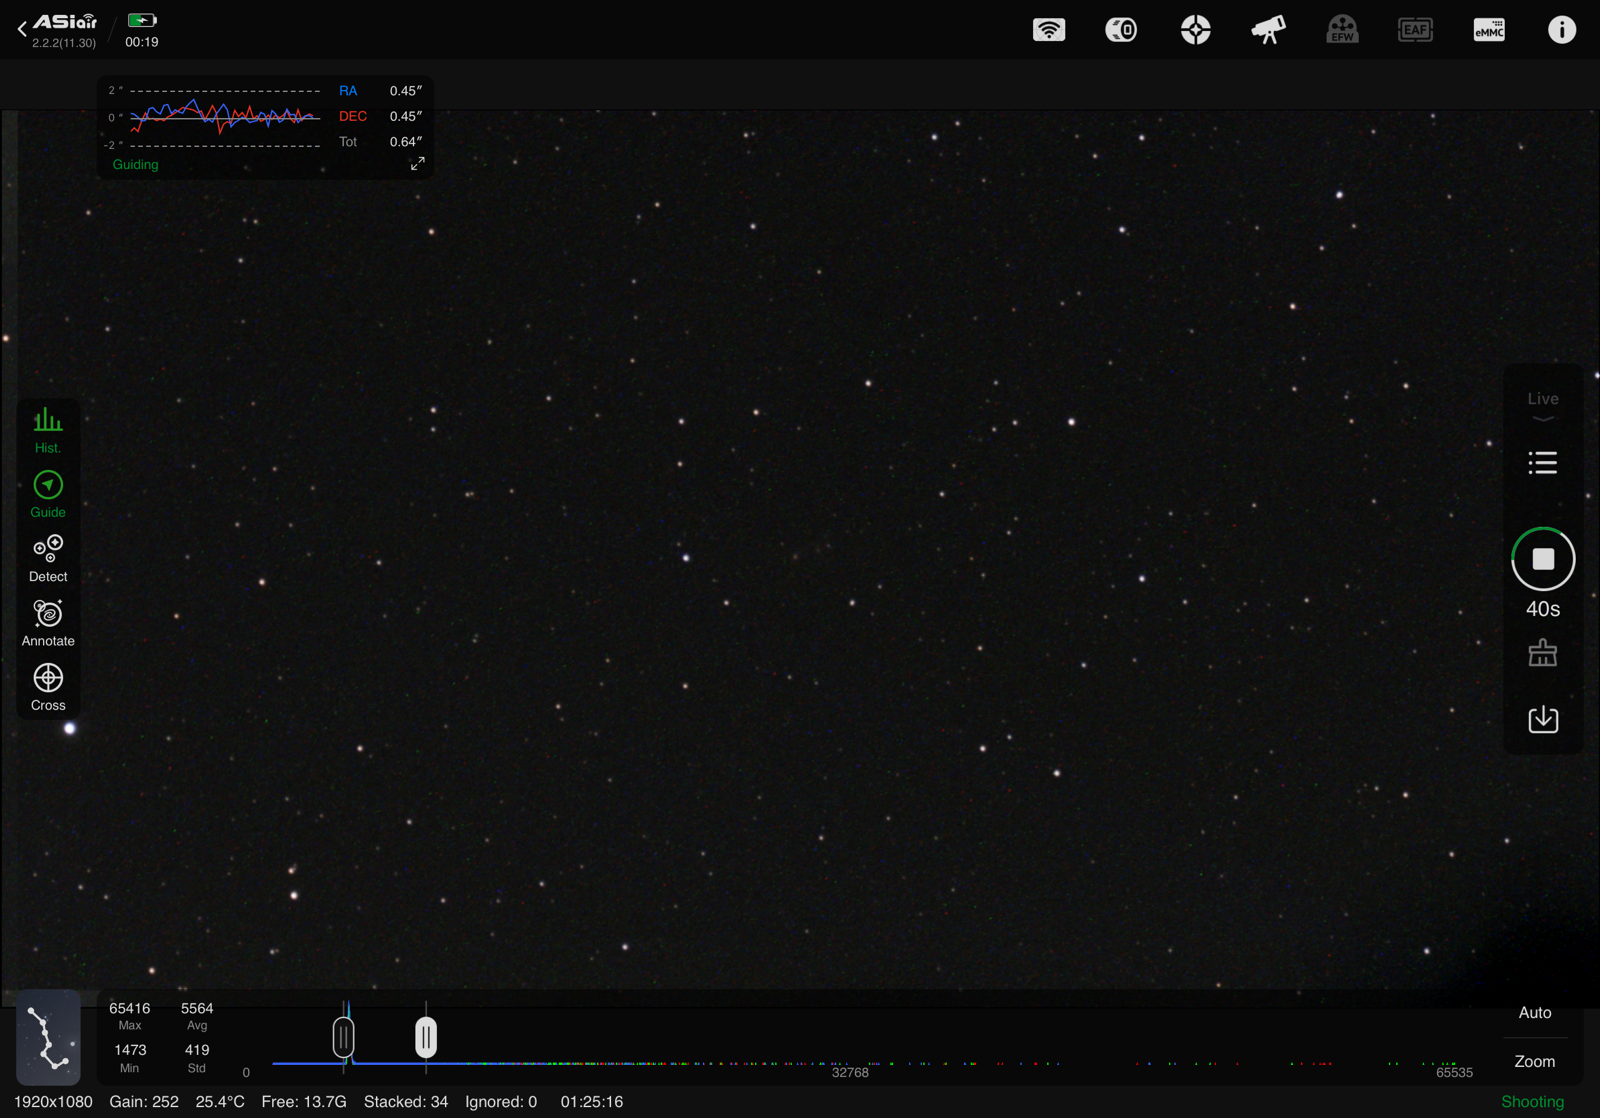 ASiair
2.2.2(11.30)
00:19
EFW
EAF
eMMC
2 "
0 "
-2 "
RA 0.45"
DEC 0.45"
Tot 0.64"
Guiding
Hist.
Guide
Detect
Annotate
Cross
Live
40s
65416 5564
Max Avg
1473 419
Min Std
0
32768
65535
Auto
Zoom
1920x1080 Gain: 252 25.4°C Free: 13.7G Stacked: 34 Ignored: 0 01:25:16
Shooting